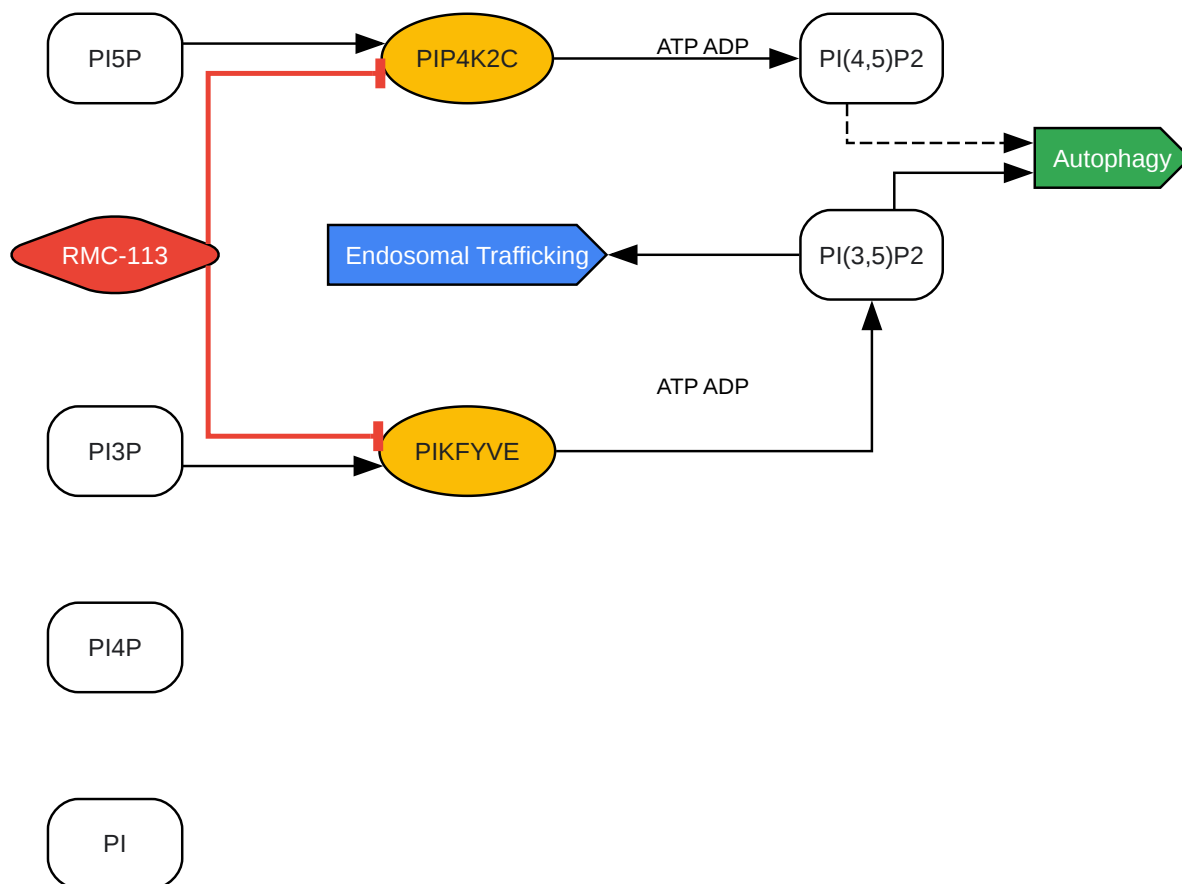 PI5P
PIP4K2C
ATP ADP
PI(4,5)P2
Autophagy
RMC-113
Endosomal Trafficking
PI(3,5)P2
ATP ADP
PI3P
PIKFYVE
PI4P
PI